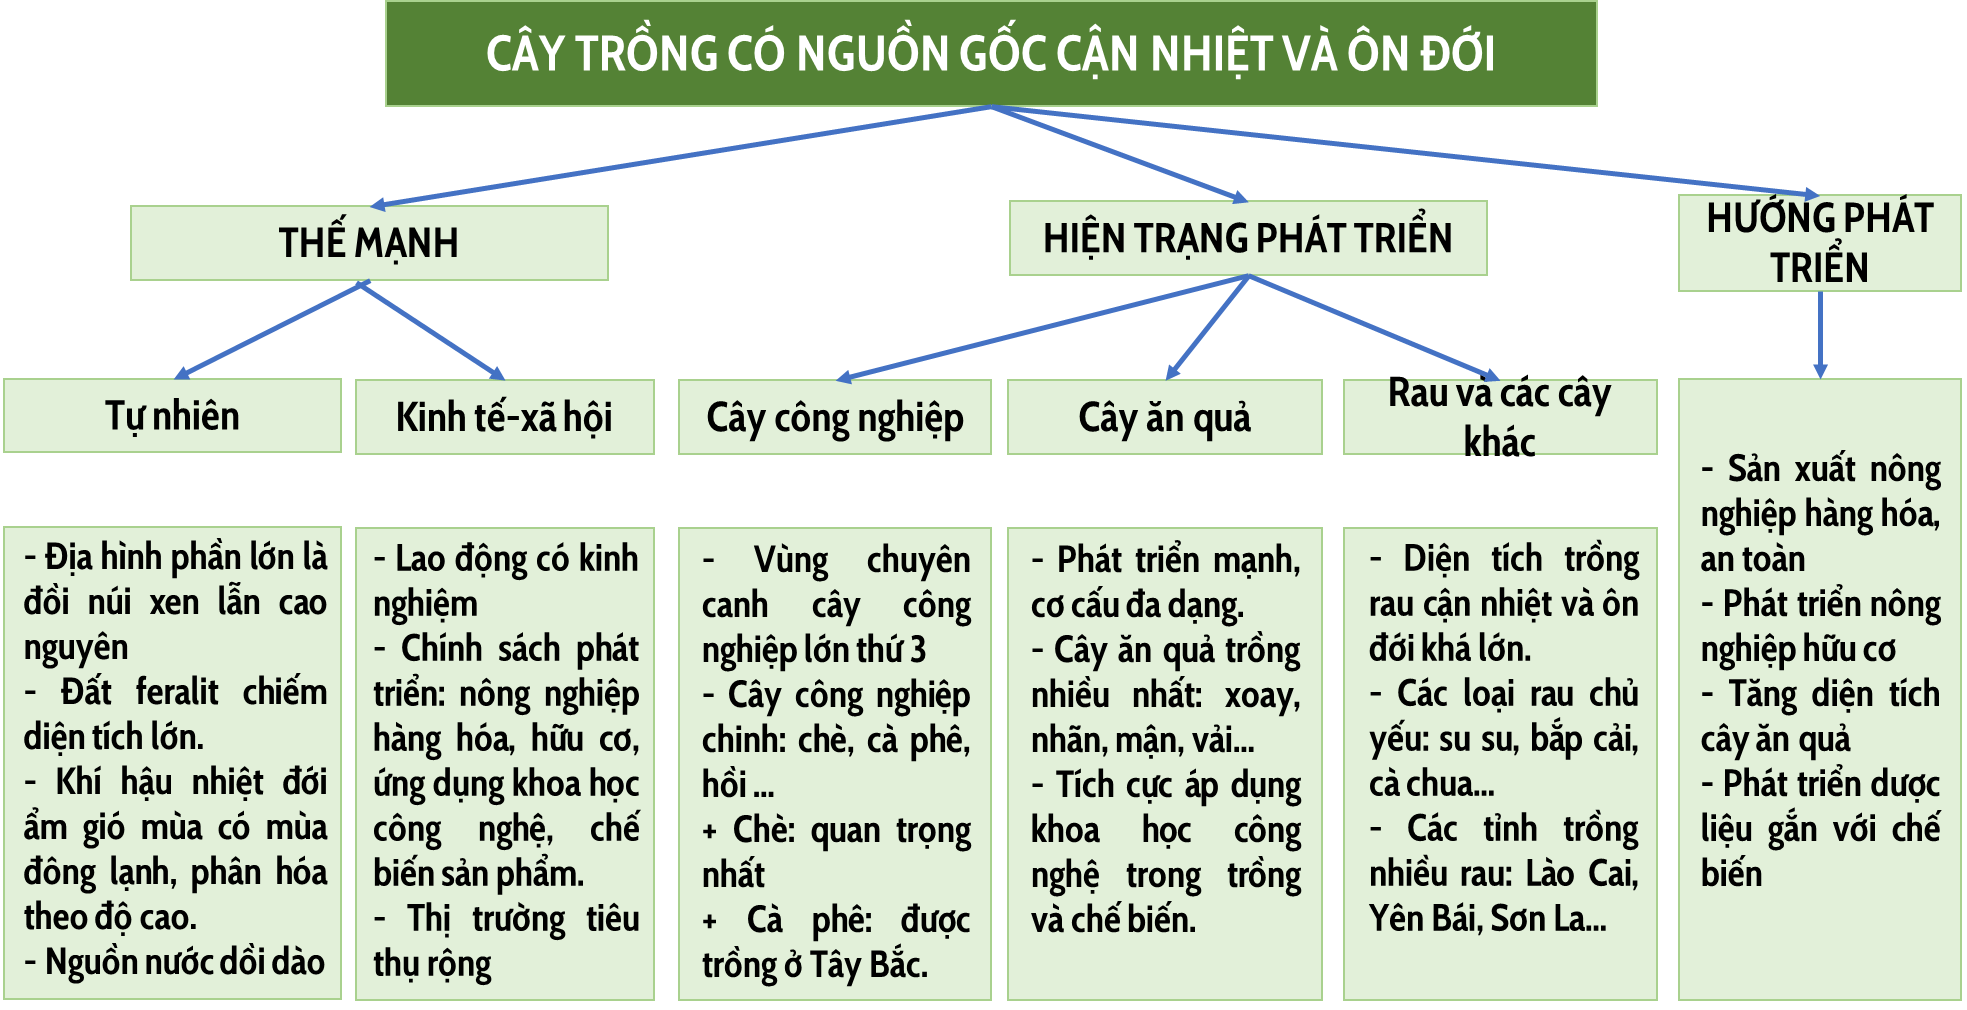 CÂY TRỒNG CÓ NGUỒN GỐC CẬN NHIỆT VÀ ÔN ĐỚI
THẾ MẠNH
HIỆN TRẠNG PHÁT TRIỂN
HƯỚNG PHÁT
TRIỂN
Tự nhiên
Kinh tế-xã hội
Cây công nghiệp
Cây ăn quả
Rau và các cây
khác
- Địa hình phần lớn là
đồi núi xen lẫn cao
nguyên
- Đất feralit chiếm
diện tích lớn.
- Khí hậu nhiệt đới
ẩm gió mùa có mùa
đông lạnh, phân hóa
theo độ cao.
- Nguồn nước dồi dào
- Lao động có kinh
nghiệm
- Chính sách phát
triển: nông nghiệp
hàng hóa, hữu cơ,
ứng dụng khoa học
công nghệ, chế
biến sản phẩm.
- Thị trường tiêu
thụ rộng
- Vùng chuyên
canh cây công
nghiệp lớn thứ 3
- Cây công nghiệp
chinh: chè, cà phê,
hồi ...
+ Chè: quan trọng
nhất
+ Cà phê: được
trồng ở Tây Bắc.
- Phát triển mạnh,
cơ cấu đa dạng.
- Cây ăn quả trồng
nhiều nhất: xoay,
nhãn, mận, vải...
- Tích cực áp dụng
khoa học công
nghệ trong trồng
và chế biến.
- Diện tích trồng
rau cận nhiệt và ôn
đới khá lớn.
- Các loại rau chủ
yếu: su su, bắp cải,
cà chua...
- Các tỉnh trồng
nhiều rau: Lào Cai,
Yên Bái, Sơn La...
- Sản xuất nông
nghiệp hàng hóa,
an toàn
- Phát triển nông
nghiệp hữu cơ
- Tăng diện tích
cây ăn quả
- Phát triển dược
liệu gắn với chế
biến